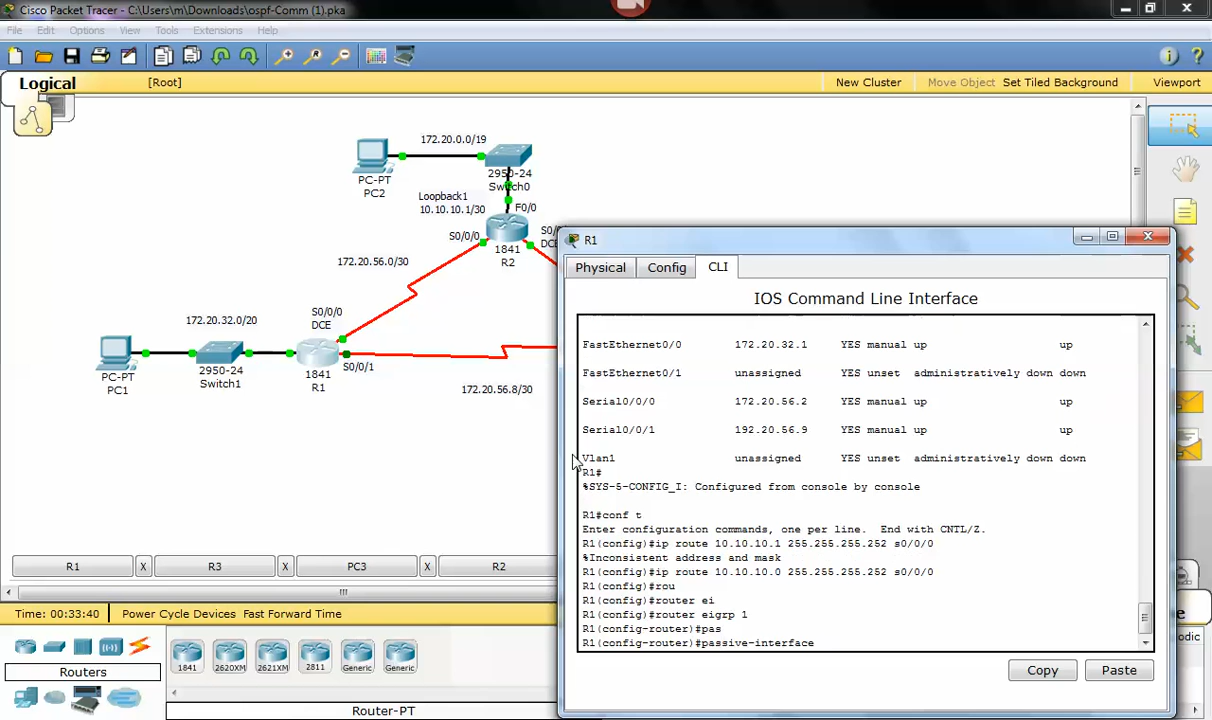 Cisco Packet Tracer - C:\Users\m\Downloads\ospf-Comm (1).pka
File Edit Options View Tools Extensions Help
Logical [Root] New Cluster Move Object Set Tiled Background Viewport
172.20.0.0/19
PC-PT
PC2
2950-24
Switch0
Loopback1
10.10.10.1/30
F0/0
S0/0/0
1841
R2
DCE
172.20.56.0/30
S0/0/0
DCE
172.20.32.0/20
PC-PT
PC1
2950-24
Switch1
1841
R1
S0/0/1
172.20.56.8/30
R1 X R3 X PC3 X R2
Time: 00:33:40 Power Cycle Devices Fast Forward Time
Routers
1841 2620XM 2621XM 2811 Generic Generic
Router-PT
R1
Physical Config CLI
IOS Command Line Interface
FastEthernet0/0 172.20.32.1 YES manual up up
FastEthernet0/1 unassigned YES unset administratively down down
Serial0/0/0 172.20.56.2 YES manual up up
Serial0/0/1 192.20.56.9 YES manual up up
Vlan1 unassigned YES unset administratively down down
R1#
%SYS-5-CONFIG_I: Configured from console by console
R1#conf t
Enter configuration commands, one per line. End with CNTL/Z.
R1(config)#ip route 10.10.10.1 255.255.255.252 s0/0/0
%Inconsistent address and mask
R1(config)#ip route 10.10.10.0 255.255.255.252 s0/0/0
R1(config)#rou
R1(config)#router ei
R1(config)#router eigrp 1
R1(config-router)#pas
R1(config-router)#passive-interface
Copy Paste